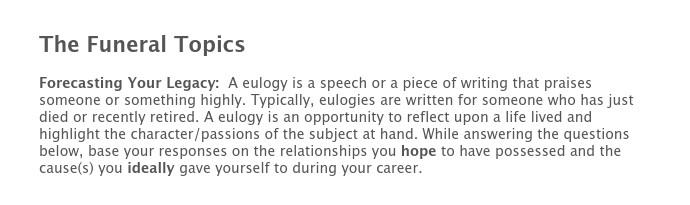 The Funeral Topics
Forecasting Your Legacy:  A eulogy is a speech or a piece of writing that praises
someone or something highly. Typically, eulogies are written for someone who has just
died or recently retired. A eulogy is an opportunity to reflect upon a life lived and
highlight the character/passions of the subject at hand. While answering the questions
below, base your responses on the relationships you hope to have possessed and the
cause(s) you ideally gave yourself to during your career.